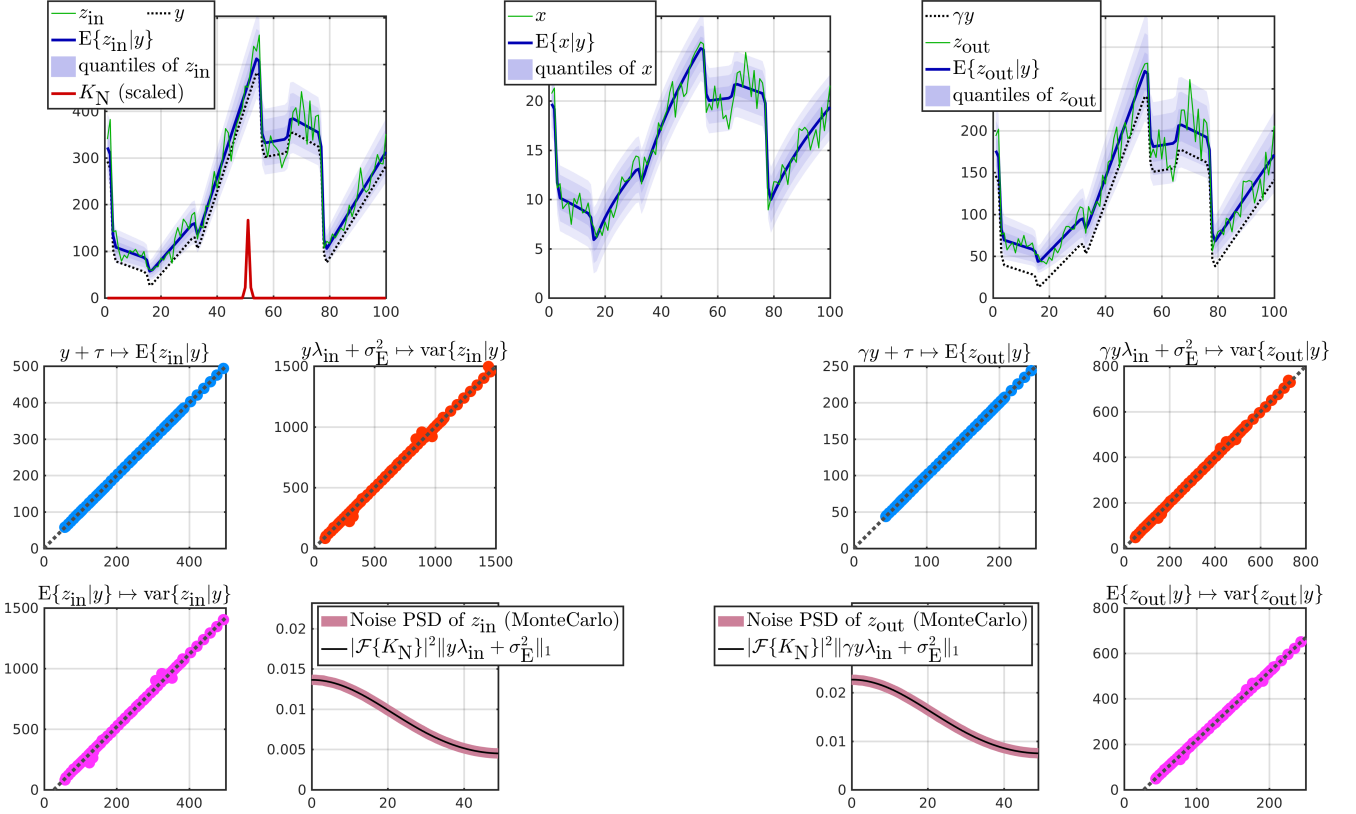 z_in y
E{z_in|y}
quantiles of z_in
K_N (scaled)
400
300
200
100
0
0 20 40 60 80 100
x
E{x|y}
quantiles of x
20
15
10
5
0
0 20 40 60 80 100
γy
z_out
E{z_out|y}
quantiles of z_out
200
150
100
50
0
0 20 40 60 80 100
y + τ ↦ E{z_in|y}
500
400
300
200
100
0
0 200 400
yλ_in + σ²_E ↦ var{z_in|y}
1500
1000
500
0
0 500 1000 1500
γy + τ ↦ E{z_out|y}
250
200
150
100
50
0
0 100 200
γyλ_in + σ²_E ↦ var{z_out|y}
800
600
400
200
0
0 200 400 600 800
E{z_in|y} ↦ var{z_in|y}
1500
1000
500
0
0 200 400
Noise PSD of z_in (MonteCarlo)
|ℱ{K_N}|²‖yλ_in + σ²_E‖₁
0.02
0.015
0.01
0.005
0
0 20 40
Noise PSD of z_out (MonteCarlo)
|ℱ{K_N}|²‖γyλ_in + σ²_E‖₁
0.02
0.01
0
0 20 40
E{z_out|y} ↦ var{z_out|y}
800
600
400
200
0
0 100 200